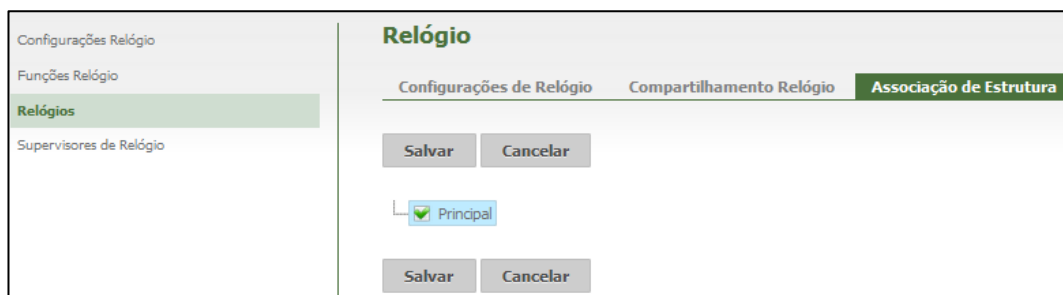 Configurações Relógio
Funções Relógio
Relógios
Supervisores de Relógio
Relógio
Configurações de Relógio Compartilhamento Relógio Associação de Estrutura
Salvar Cancelar
Principal
Salvar Cancelar